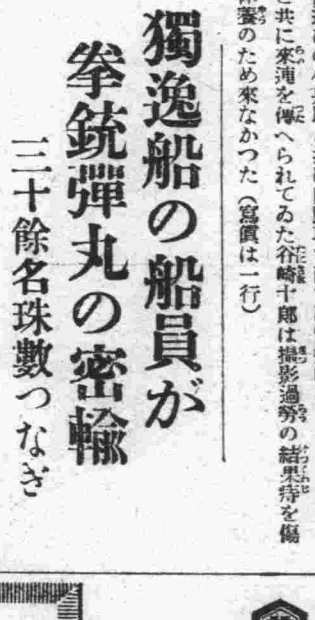 と共に來浦を傳へられてゐた谷崎十郎は撮影過勞の結果痔を傷
養のため來なかつた(寫眞は一行)
獨逸船の船員が
拳銃彈丸の密輸
三十餘名珠數つなぎ